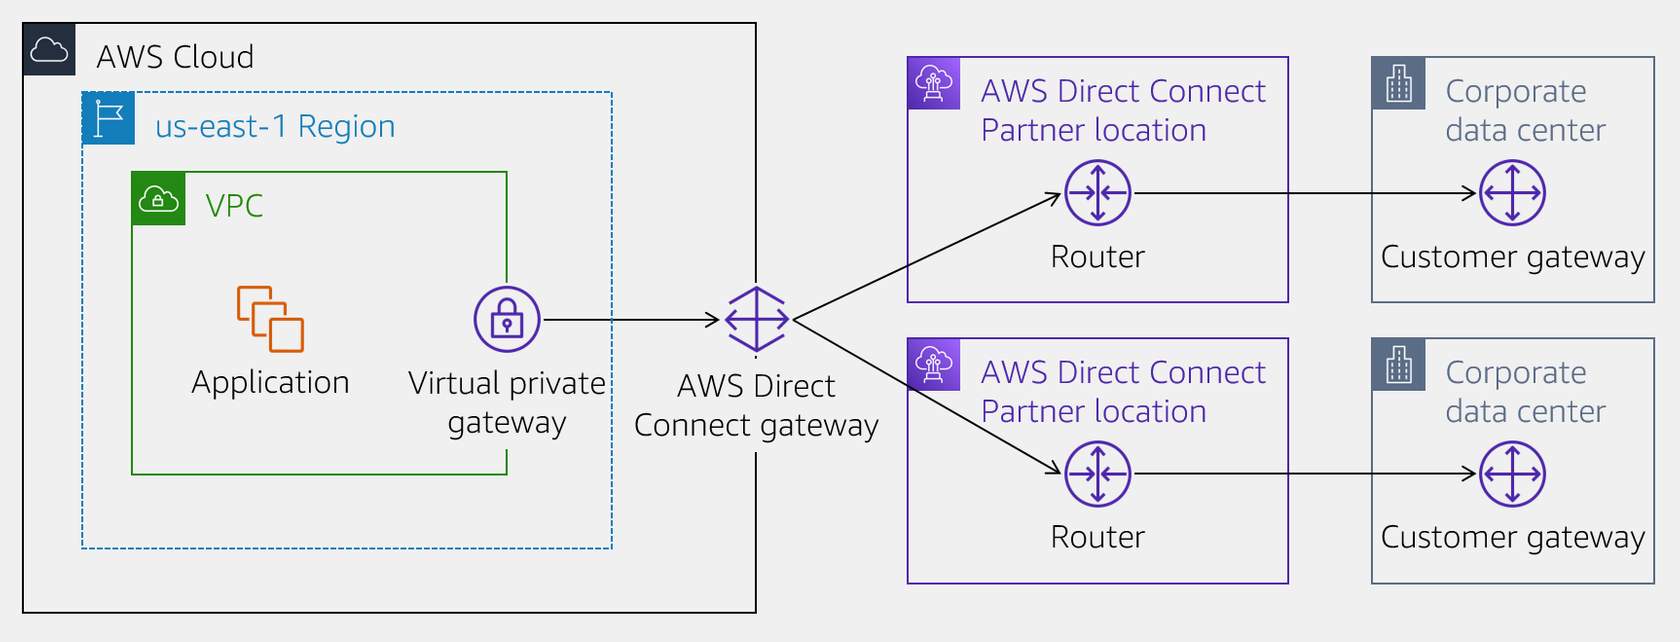 AWS Cloud
us-east-1 Region
VPC
Application
Virtual private
gateway
AWS Direct
Connect gateway
AWS Direct Connect
Partner location
Router
Corporate
data center
Customer gateway
AWS Direct Connect
Partner location
Router
Corporate
data center
Customer gateway